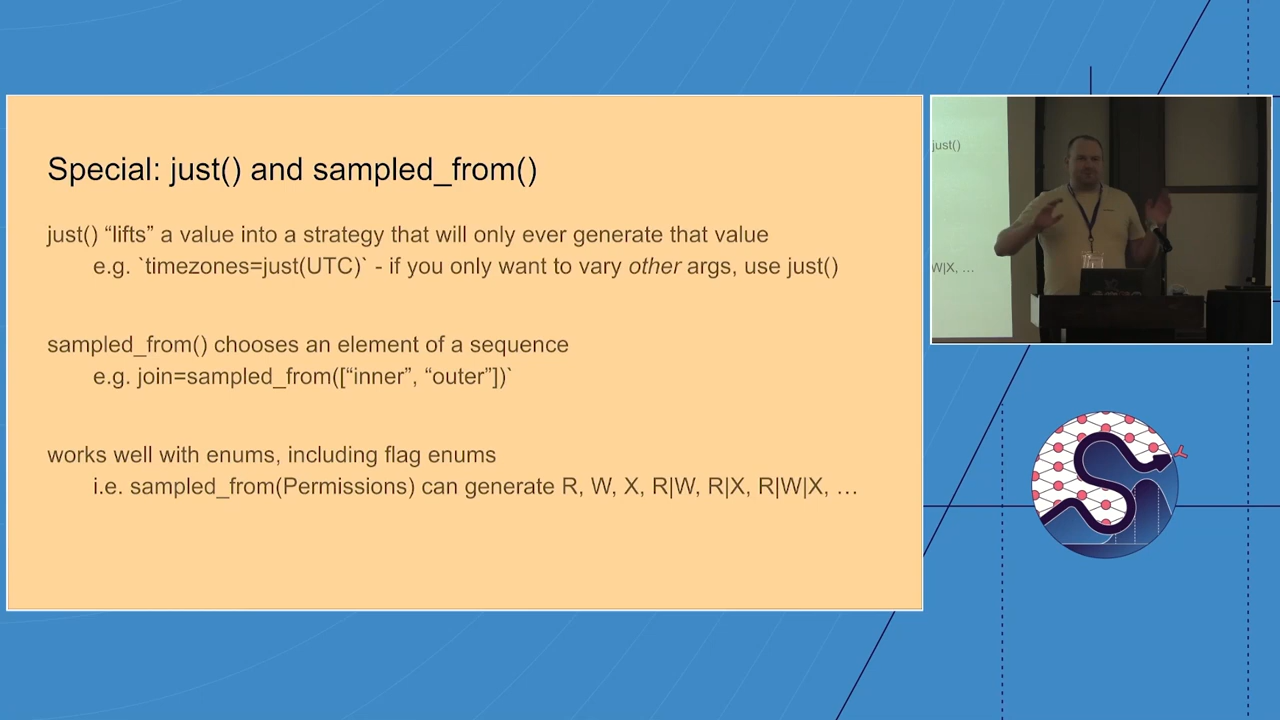 Special: just() and sampled_from()
just() “lifts” a value into a strategy that will only ever generate that value
e.g. `timezones=just(UTC)` - if you only want to vary other args, use just()
sampled_from() chooses an element of a sequence
e.g. join=sampled_from([“inner”, “outer”])`
works well with enums, including flag enums
i.e. sampled_from(Permissions) can generate R, W, X, R|W, R|X, R|W|X, …
just()
W|X, …